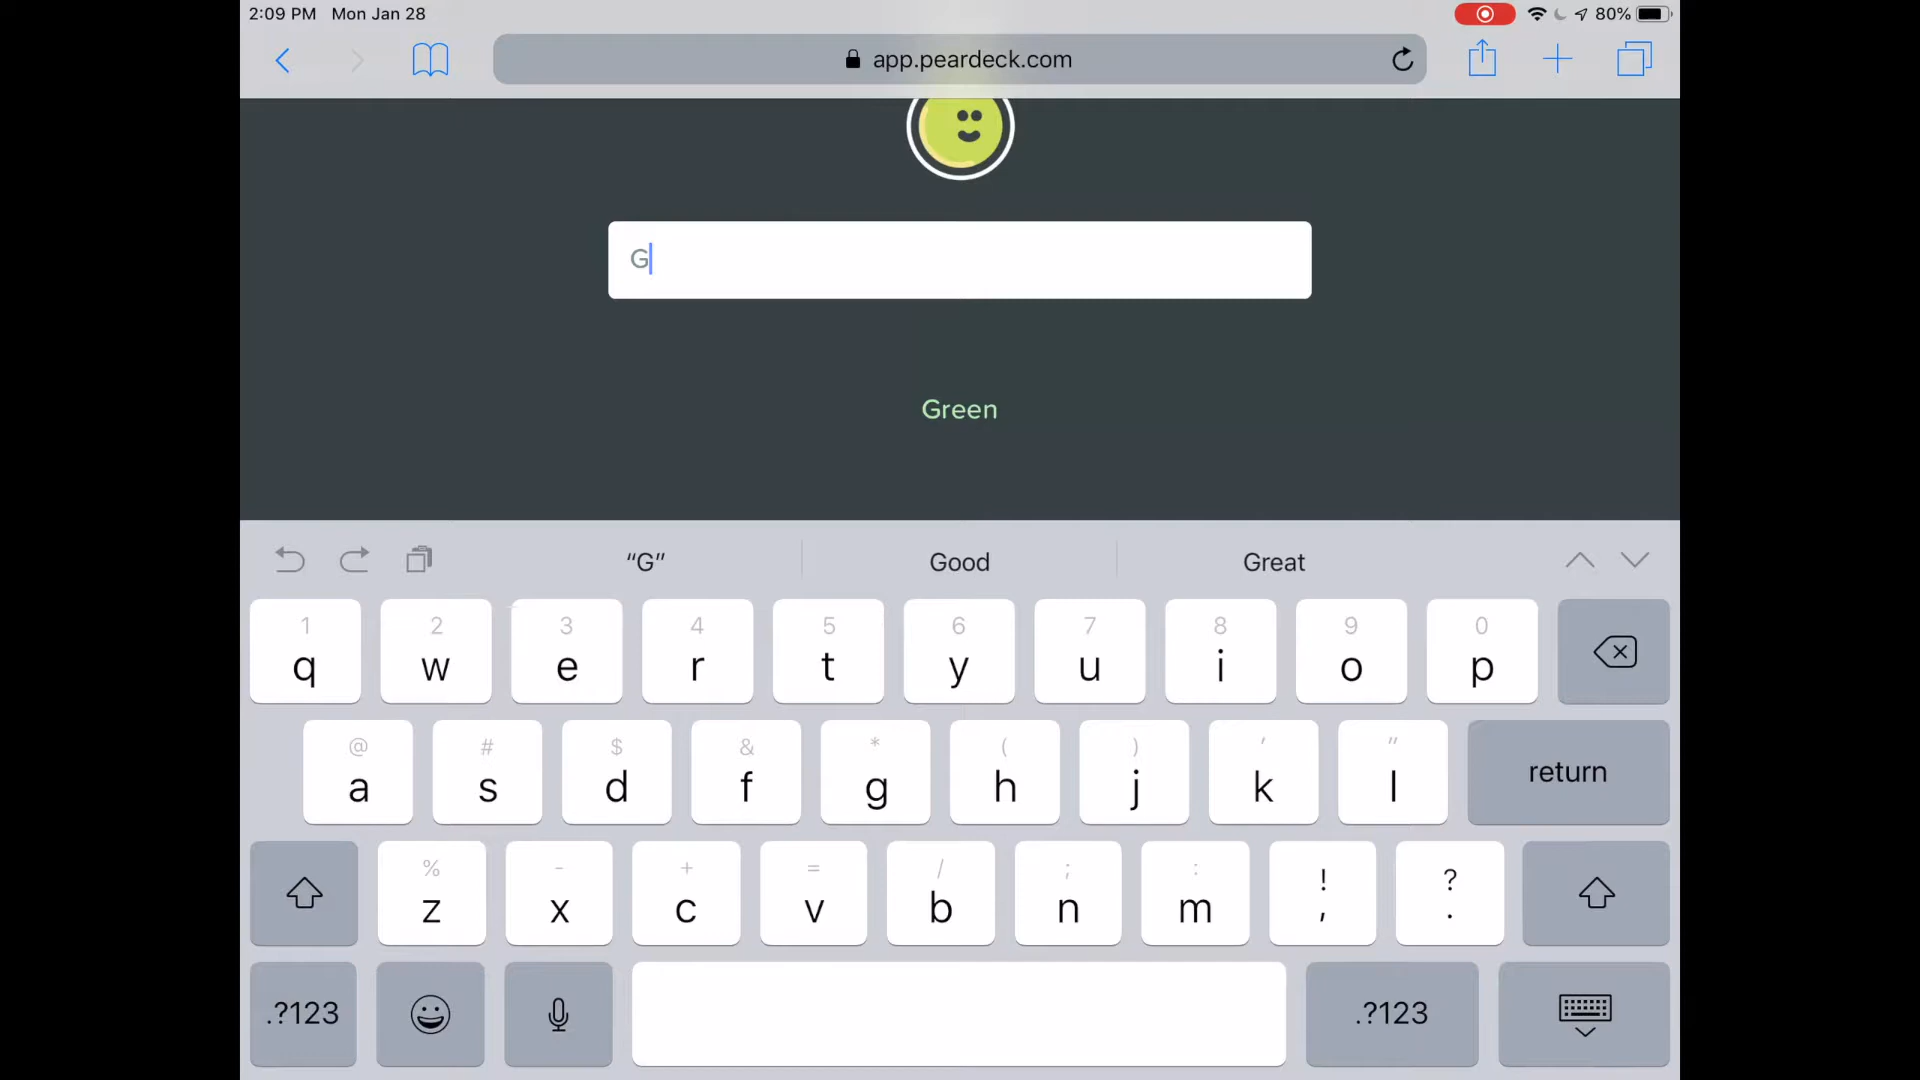 2:09 PM Mon Jan 28 80%
app.peardeck.com
G
Green
“G” Good Great
1 2 3 4 5 6 7 8 9 0
q w e r t y u i o p
@ # $ & * ( ) ' "
a s d f g h j k l return
% - + = / ; : ! ?
z x c v b n m , .
.?123 .?123